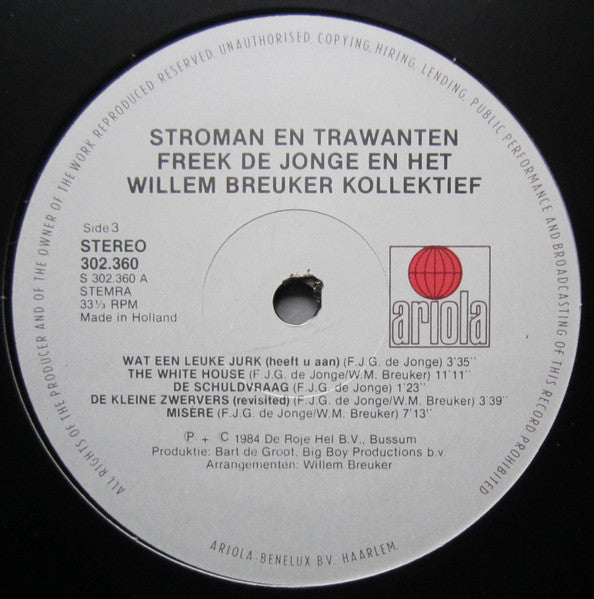 ALL RIGHTS OF THE PRODUCER AND OF THE OWNER OF THE WORK REPRODUCED RESERVED. UNAUTHORISED, COPYING, HIRING, LENDING, PUBLIC PERFORMANCE AND BROADCASTING OF THIS RECORD PROHIBITED
STROMAN EN TRAWANTEN
FREEK DE JONGE EN HET
WILLEM BREUKER KOLLEKTIEF
Side 3
STEREO
302.360
S 302.360 A
STEMRA
33⅓ RPM
Made in Holland
ariola
WAT EEN LEUKE JURK (heeft u aan) (F.J.G. de Jonge) 3'35''
THE WHITE HOUSE (F.J.G. de Jonge/W.M. Breuker) 11'11''
DE SCHULDVRAAG (F.J.G. de Jonge) 1'23''
DE KLEINE ZWERVERS (revisited) (F.J.G. de Jonge/W.M. Breuker) 3'39''
MISERE (F.J.G. de Jonge/W.M. Breuker) 7'13''
Ⓟ + © 1984 De Roje Hel B.V., Bussum
Produktie: Bart de Groot, Big Boy Productions b.v.
Arrangementen: Willem Breuker
ARIOLA-BENELUX B.V. HAARLEM.